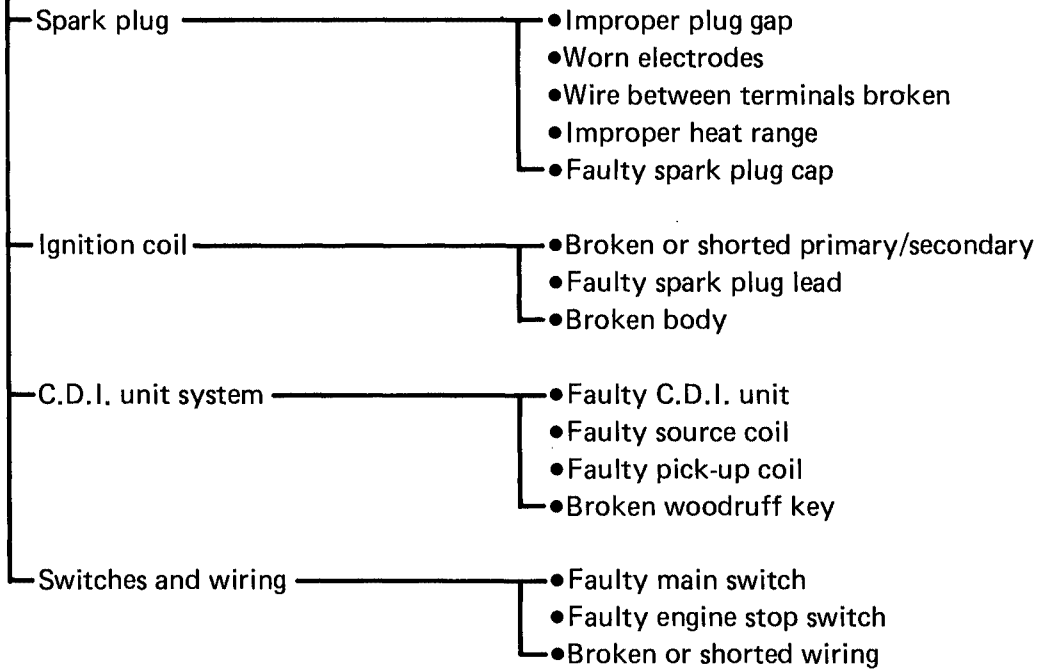 Spark plug
●Improper plug gap
●Worn electrodes
●Wire between terminals broken
●Improper heat range
●Faulty spark plug cap
Ignition coil
●Broken or shorted primary/secondary
●Faulty spark plug lead
●Broken body
C.D.I. unit system
●Faulty C.D.I. unit
●Faulty source coil
●Faulty pick-up coil
●Broken woodruff key
Switches and wiring
●Faulty main switch
●Faulty engine stop switch
●Broken or shorted wiring